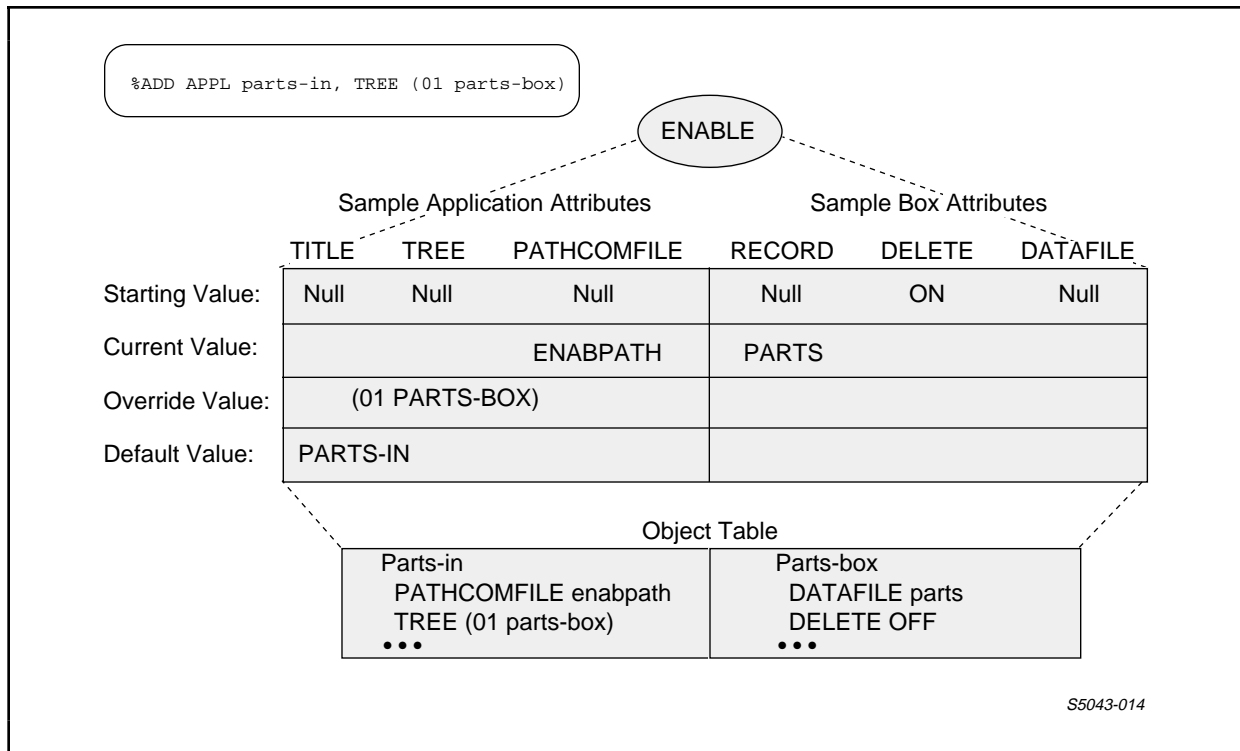 %ADD APPL parts-in, TREE (01 parts-box)
ENABLE
Sample Application Attributes Sample Box Attributes
TITLE TREE PATHCOMFILE RECORD DELETE DATAFILE
Starting Value: Null Null Null Null ON Null
Current Value: ENABPATH PARTS
Override Value: (01 PARTS-BOX)
Default Value: PARTS-IN
Object Table
Parts-in Parts-box
PATHCOMFILE enabpath DATAFILE parts
TREE (01 parts-box) DELETE OFF
••• •••
S5043-014